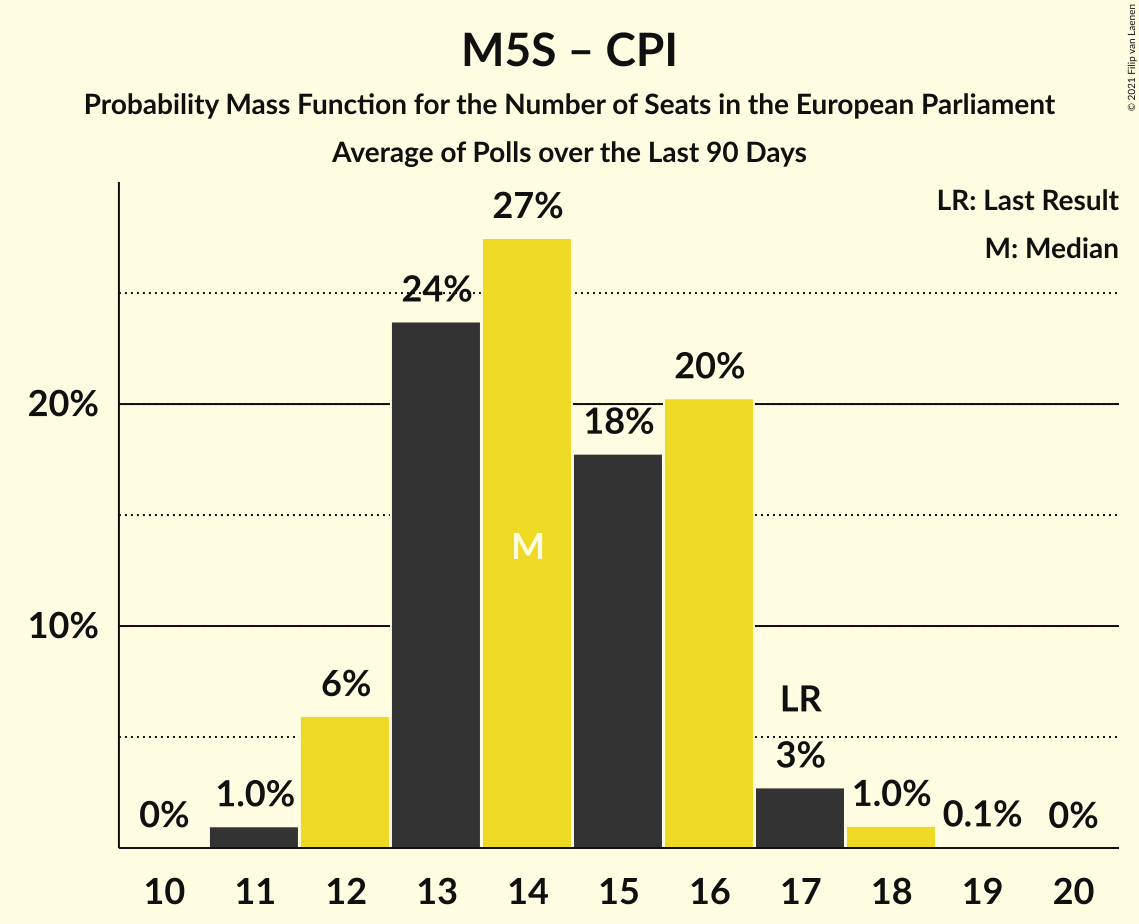 M5S – CPI
Probability Mass Function for the Number of Seats in the European Parliament
Average of Polls over the Last 90 Days
© 2021 Filip van Laenen
LR: Last Result
M: Median
27%
24%
20%
18%
20%
M
10%
LR
6%
3%
1.0%
1.0%
0%
0.1%
0%
10 11 12 13 14 15 16 17 18 19 20